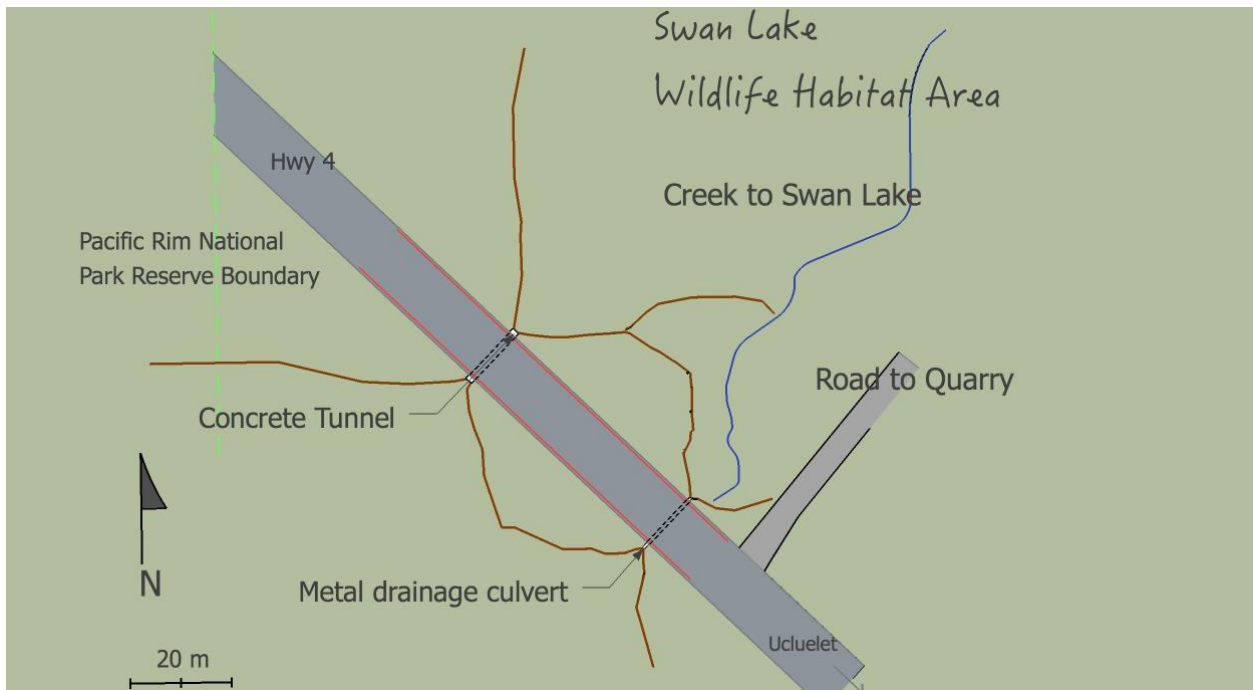 Swan Lake
Wildlife Habitat Area
Hwy 4
Creek to Swan Lake
Pacific Rim National
Park Reserve Boundary
Road to Quarry
Concrete Tunnel
N
Metal drainage culvert
Ucluelet
20 m